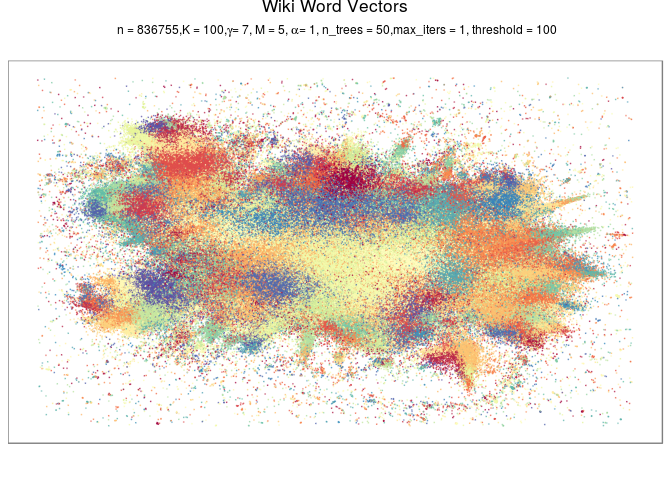 Wiki Word Vectors
n = 836755,K = 100,γ= 7, M = 5, α= 1, n_trees = 50,max_iters = 1, threshold = 100